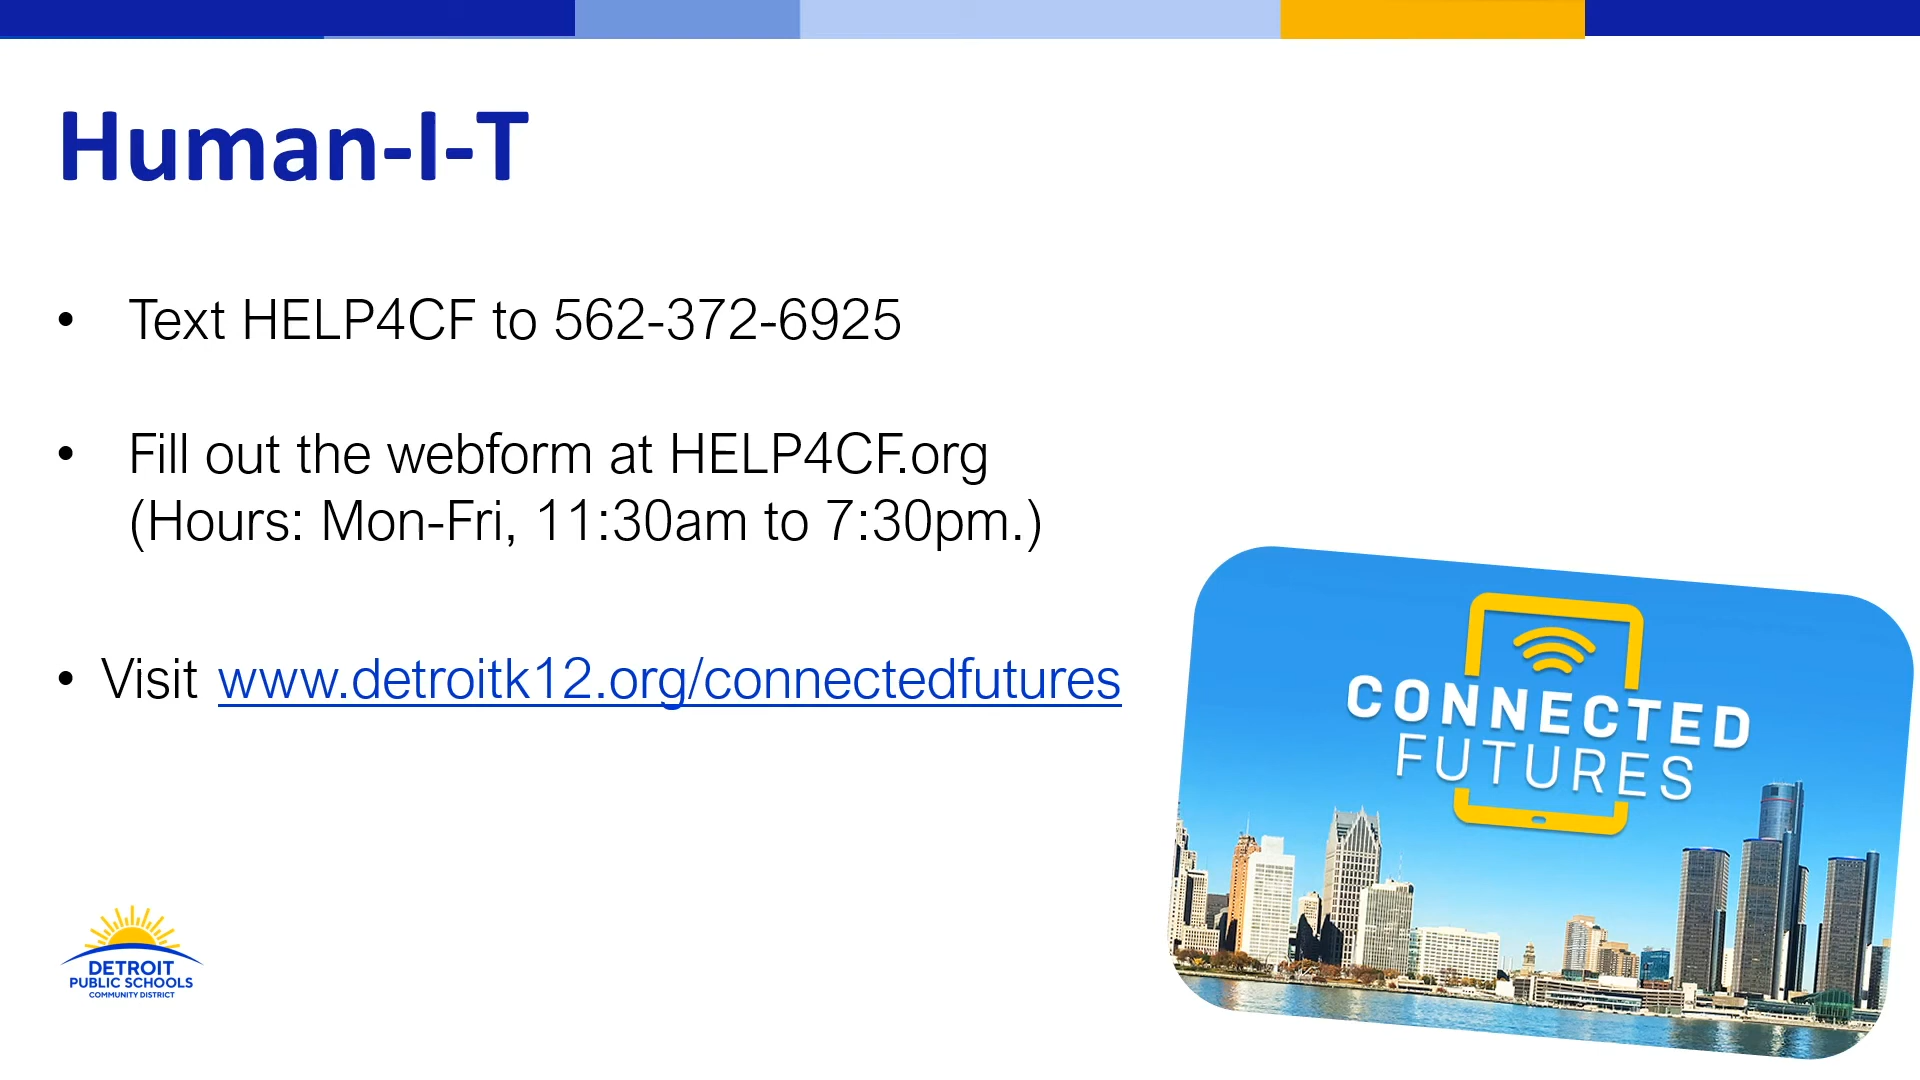 Human-I-T
• Text HELP4CF to 562-372-6925
• Fill out the webform at HELP4CF.org
(Hours: Mon-Fri, 11:30am to 7:30pm.)
• Visit www.detroitk12.org/connectedfutures
CONNECTED
FUTURES
DETROIT
PUBLIC SCHOOLS
COMMUNITY DISTRICT